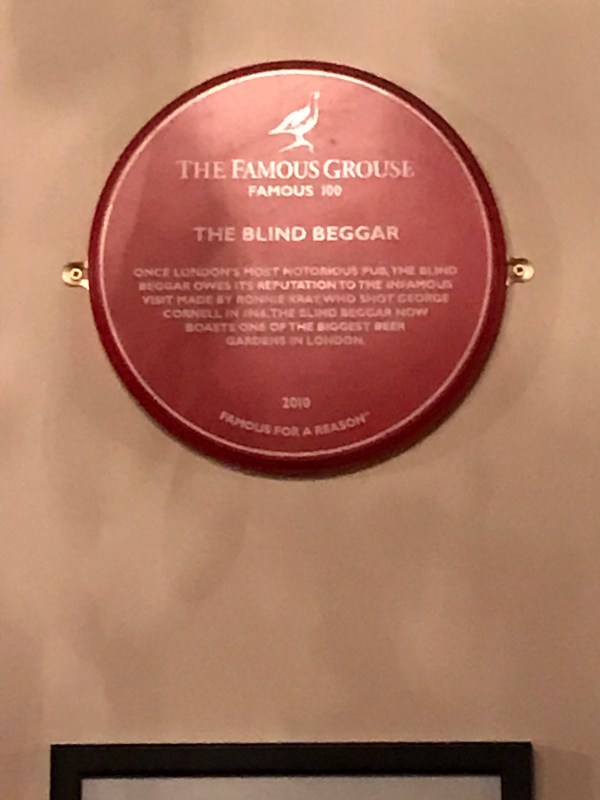 THE FAMOUS GROUSE
FAMOUS 100
THE BLIND BEGGAR
ONCE LONDON'S MOST NOTORIOUS PUB, THE BLIND
BEGGAR OWES ITS REPUTATION TO THE INFAMOUS
VISIT MADE BY RONNIE KRAY, WHO SHOT GEORGE
CORNELL IN 1966. THE BLIND BEGGAR NOW
BOASTS ONE OF THE BIGGEST BEER
GARDENS IN LONDON.
2010
FAMOUS FOR A REASON™